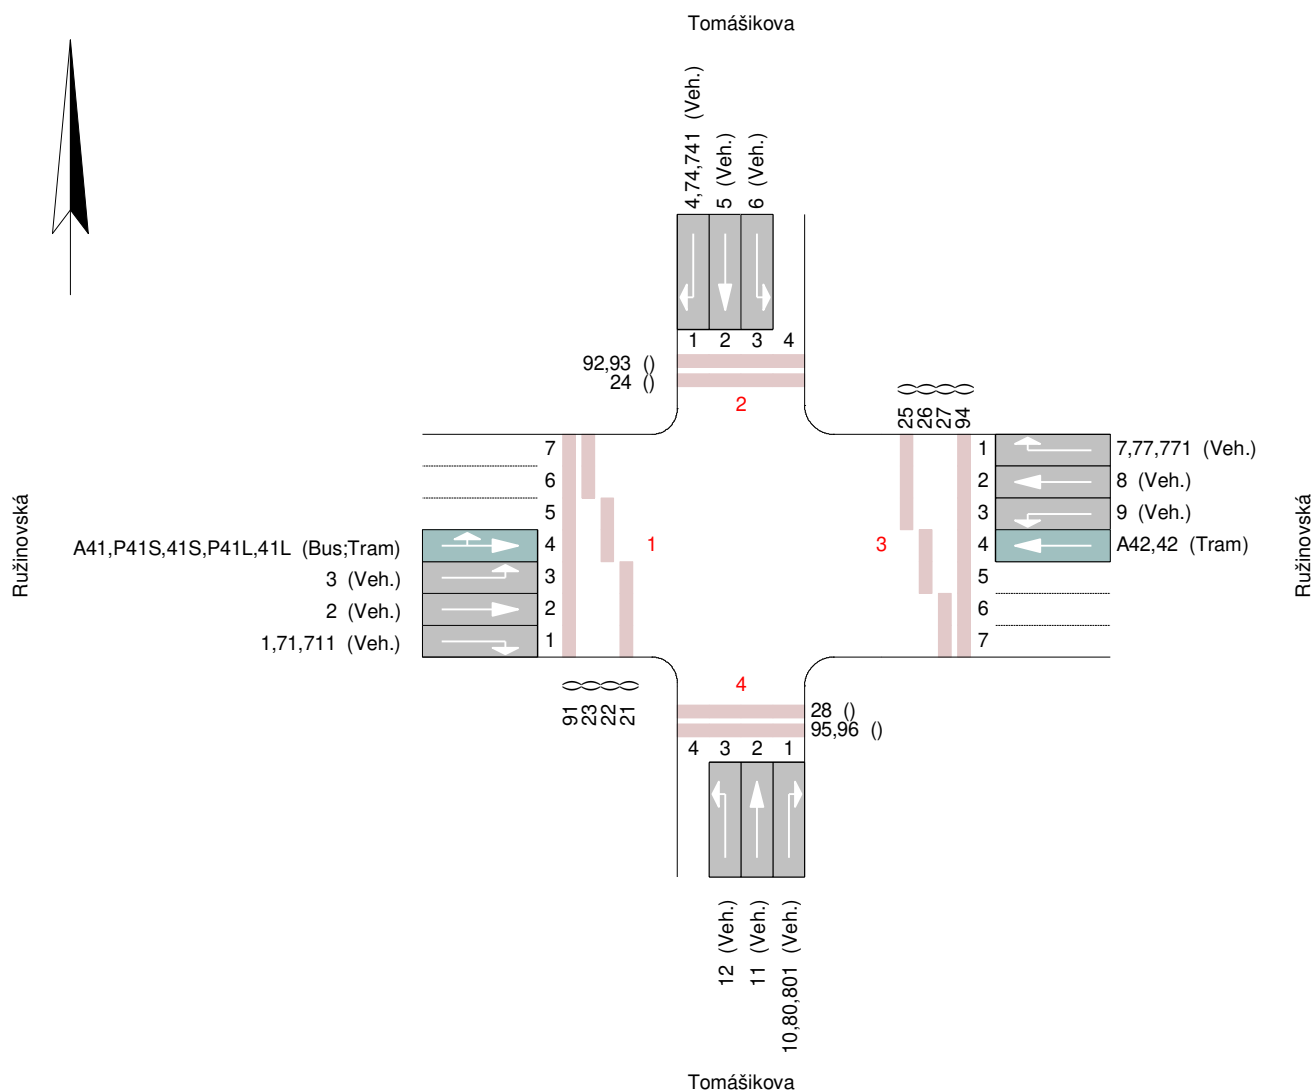 Tomášikova
4,74,741 (Veh.)
5 (Veh.)
6 (Veh.)
1 2 3 4
92,93 ()
24 ()
2
25 ()
26 ()
27 ()
94 ()
7
6
5
4
3
2
1
1
A41,P41S,41S,P41L,41L (Bus;Tram)
3 (Veh.)
2 (Veh.)
1,71,711 (Veh.)
Ružinovská
3
1
2
3
4
5
6
7
7,77,771 (Veh.)
8 (Veh.)
9 (Veh.)
A42,42 (Tram)
Ružinovská
91 ()
23 ()
22 ()
21 ()
4
28 ()
95,96 ()
4 3 2 1
12 (Veh.)
11 (Veh.)
10,80,801 (Veh.)
Tomášikova